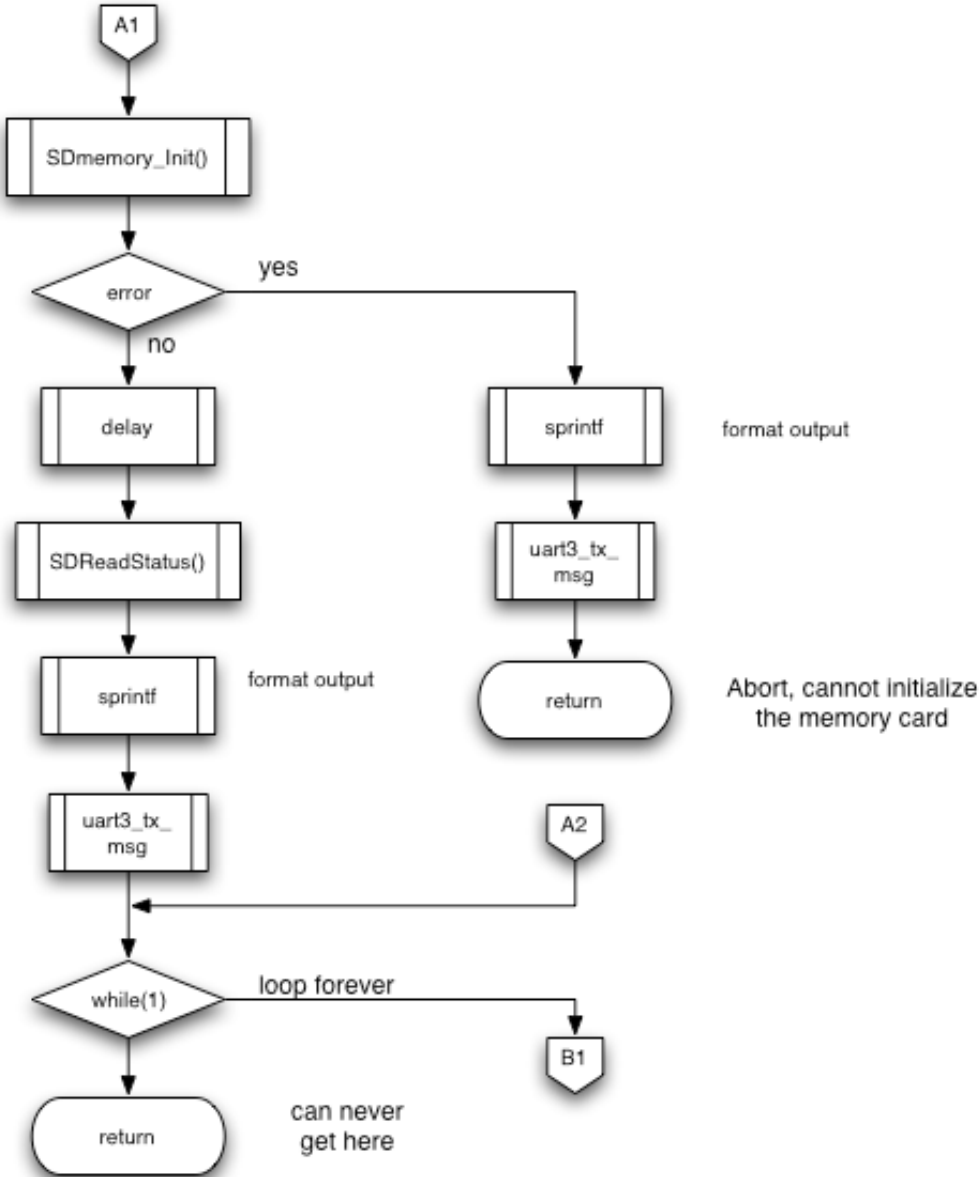 A1
SDmemory_Init()
error
yes
no
delay
sprintf
format output
SDReadStatus()
uart3_tx_
msg
sprintf
format output
return
Abort, cannot initialize
the memory card
uart3_tx_
msg
A2
while(1)
loop forever
B1
return
can never
get here